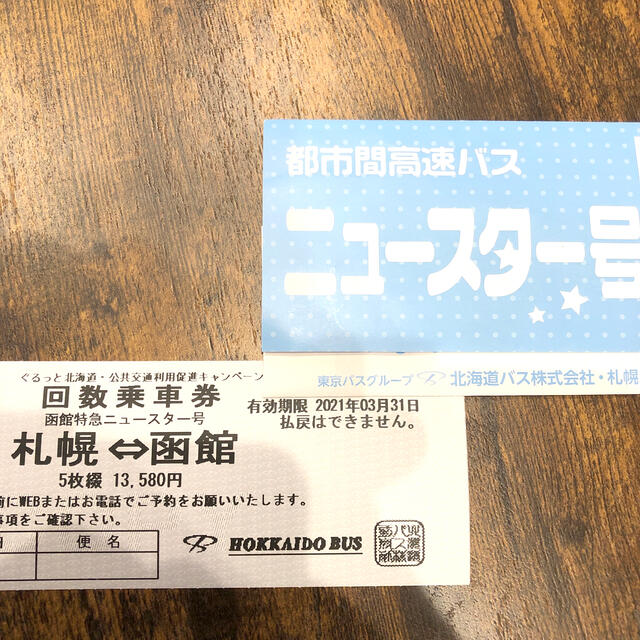 都市間高速バス
ニュースター号
東京バスグループ 北海道バス株式会社・札幌
ぐるっと北海道・公共交通利用促進キャンペーン
回数乗車券
函館特急ニュースター号
有効期限 2021年03月31日
払戻はできません。
札幌⇔函館
5枚綴 13,580円
前にWEBまたはお電話でご予約をお願いいたします。
事項をご確認下さい。
便 名
HOKKAIDO BUS